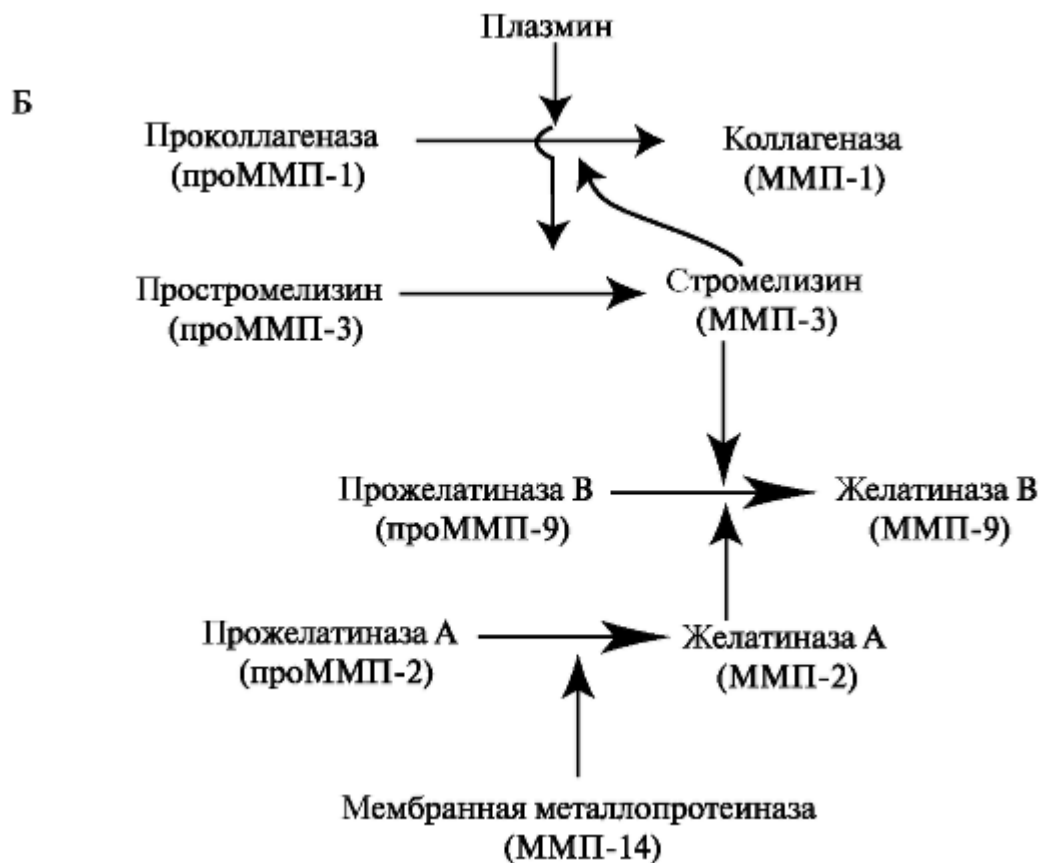 Плазмин
Б
Проколлагеназа
(проММП-1)
Коллагеназа
(ММП-1)
Простромелизин
(проММП-3)
Стромелизин
(ММП-3)
Прожелатиназа В
(проММП-9)
Желатиназа В
(ММП-9)
Прожелатиназа А
(проММП-2)
Желатиназа А
(ММП-2)
Мембранная металлопротеиназа
(ММП-14)